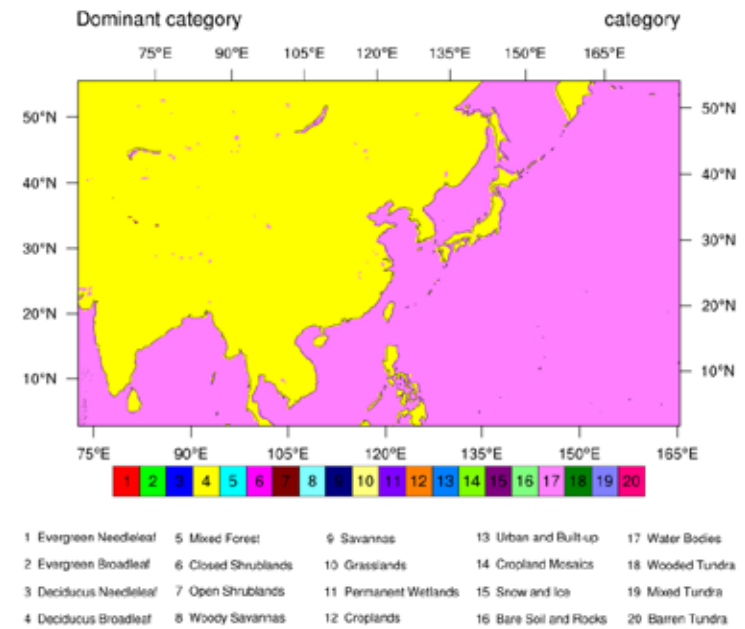 Dominant category category
75°E 90°E 105°E 120°E 135°E 150°E 165°E
50°N 50°N
40°N 40°N
30°N 30°N
20°N 20°N
10°N 10°N
75°E 90°E 105°E 120°E 135°E 150°E 165°E
1 2 3 4 5 6 7 8 9 10 11 12 13 14 15 16 17 18 19 20
1 Evergreen Needleleaf 5 Mixed Forest 9 Savannas 13 Urban and Built-up 17 Water Bodies
2 Evergreen Broadleaf 6 Closed Shrublands 10 Grasslands 14 Cropland Mosaics 18 Wooded Tundra
3 Deciduous Needleleaf 7 Open Shrublands 11 Permanent Wetlands 15 Snow and Ice 19 Mixed Tundra
4 Deciduous Broadleaf 8 Woody Savannas 12 Croplands 16 Bare Soil and Rocks 20 Barren Tundra